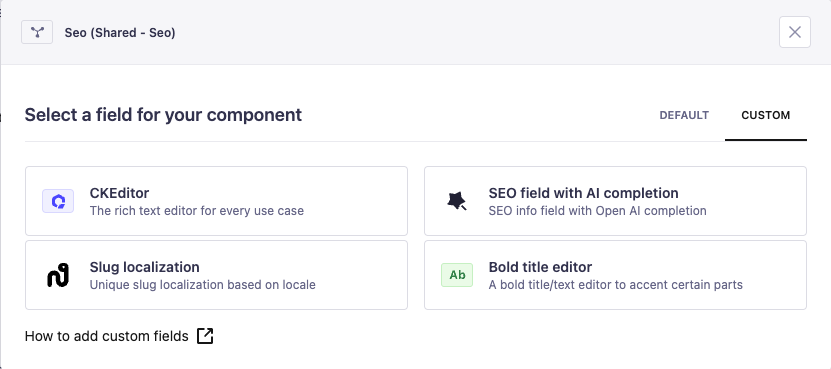 Seo (Shared - Seo)
Select a field for your component
DEFAULT
CUSTOM
CKEditor
The rich text editor for every use case
SEO field with AI completion
SEO info field with Open AI completion
Slug localization
Unique slug localization based on locale
Ab
Bold title editor
A bold title/text editor to accent certain parts
How to add custom fields